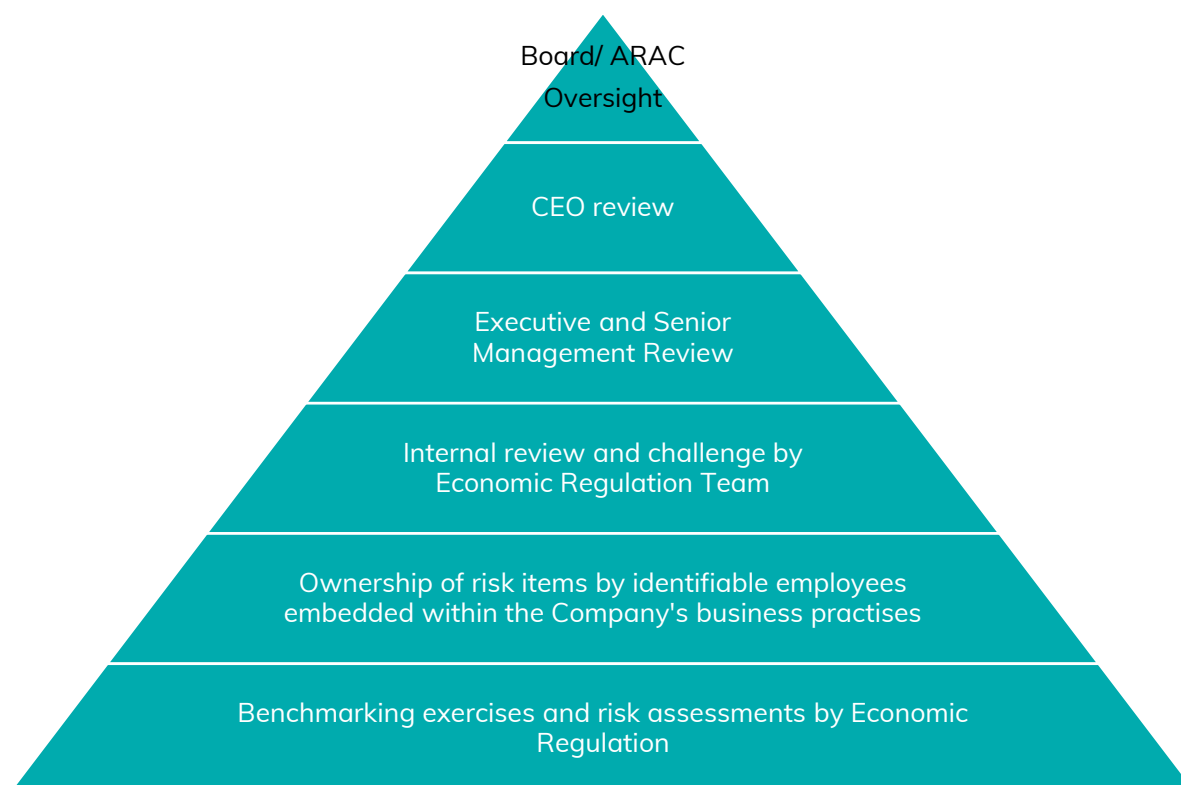 Board/ ARAC
Oversight
CEO review
Executive and Senior
Management Review
Internal review and challenge by
Economic Regulation Team
Ownership of risk items by identifiable employees
embedded within the Company's business practises
Benchmarking exercises and risk assessments by Economic
Regulation